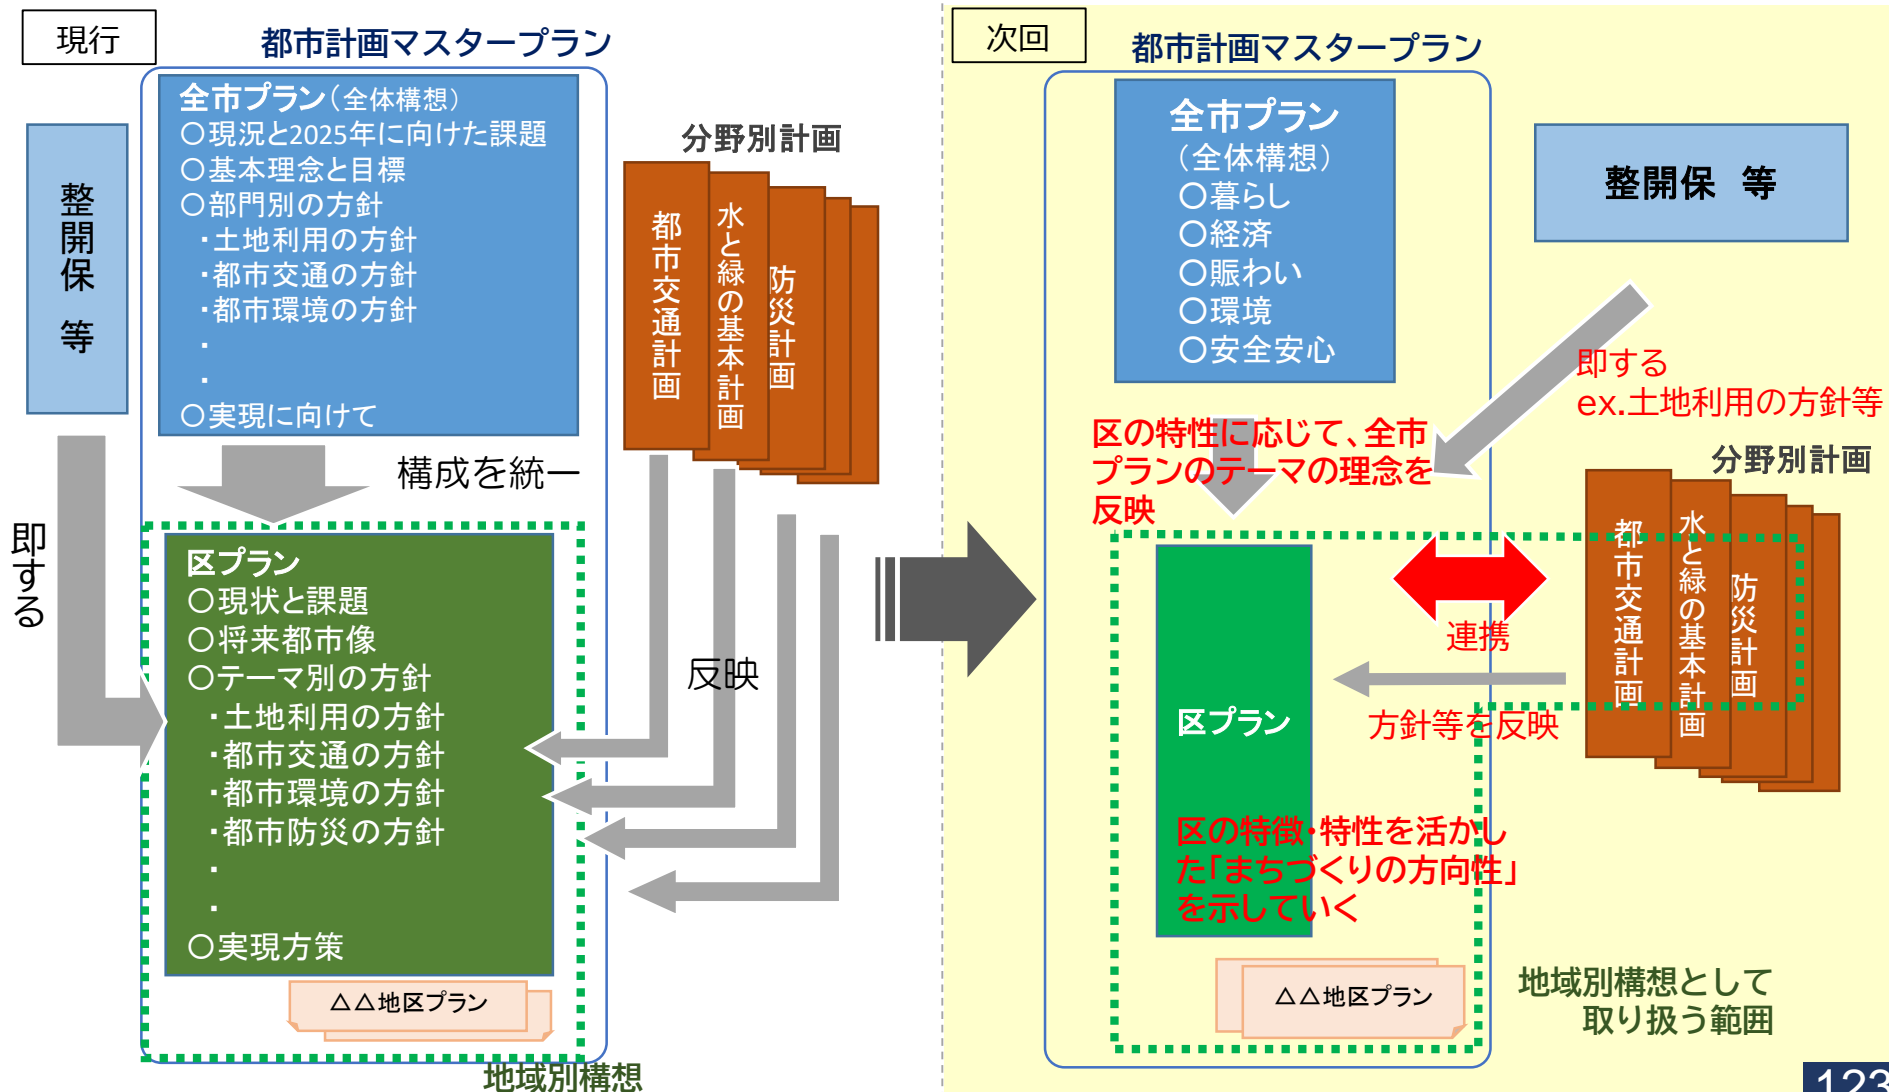 現行
都市計画マスタープラン
整開保 等
全市プラン（全体構想）
〇現況と2025年に向けた課題
〇基本理念と目標
〇部門別の方針
・土地利用の方針
・都市交通の方針
・都市環境の方針
・
・
〇実現に向けて
分野別計画
都市交通計画
水と緑の基本計画
防災計画
構成を統一
即する
区プラン
〇現状と課題
〇将来都市像
〇テーマ別の方針
・土地利用の方針
・都市交通の方針
・都市環境の方針
・都市防災の方針
・
・
〇実現方策
反映
△△地区プラン
地域別構想
次回
都市計画マスタープラン
全市プラン
（全体構想）
〇暮らし
〇経済
〇賑わい
〇環境
〇安全安心
整開保 等
即する
ex.土地利用の方針等
区の特性に応じて、全市
プランのテーマの理念を
反映
分野別計画
都市交通計画
水と緑の基本計画
防災計画
連携
方針等を反映
区プラン
区の特徴・特性を活かし
た「まちづくりの方向性」
を示していく
△△地区プラン
地域別構想として
取り扱う範囲
123